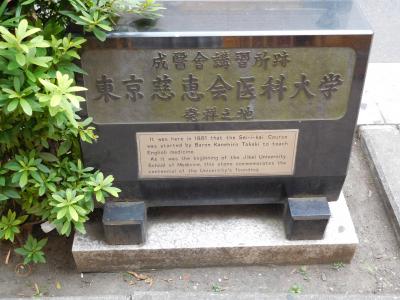 成醫會講習所跡
東京慈恵会医科大学
発祥之地
It was here in 1881 that the Sei-i-kai Course
was started by Baron Kanehiro Takaki to teach
English medicine.
As it was the beginning of the Jikei University
School of Medicine, this stone commemorates the
centennial of the University's founding.